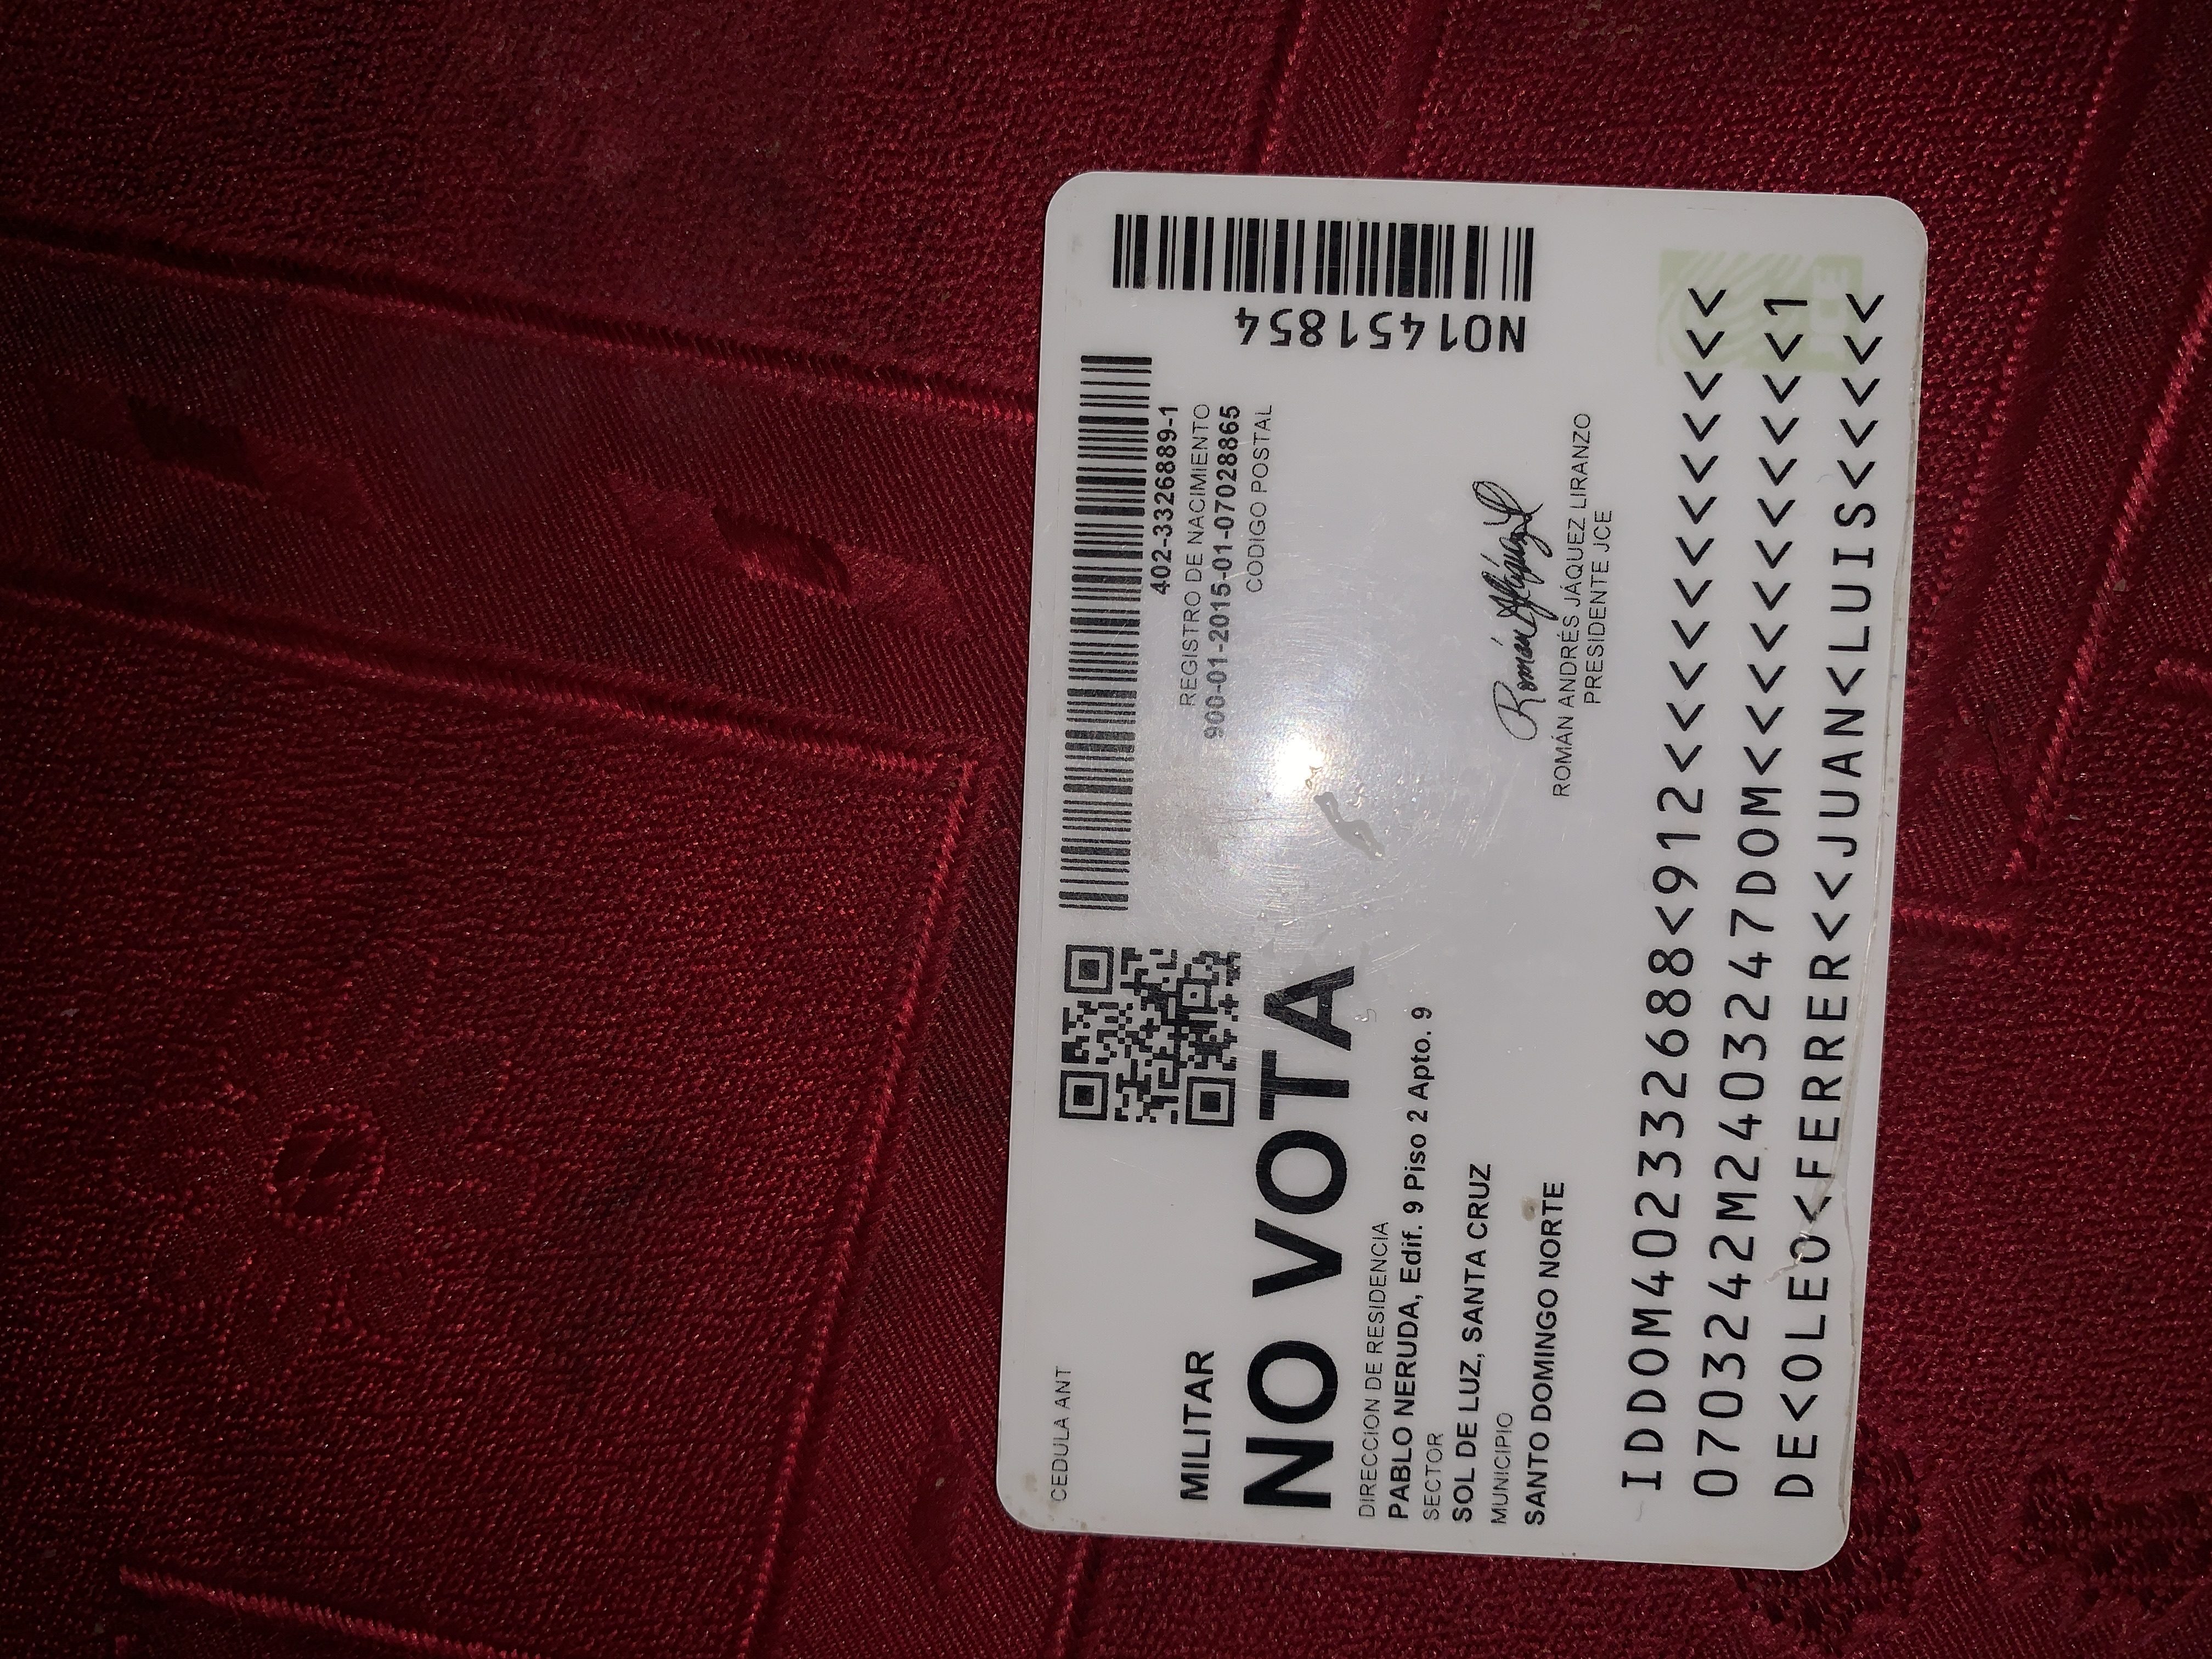 CEDULA ANT
402-3326889-1
REGISTRO DE NACIMIENTO
900-01-2015-01-07028865
CODIGO POSTAL
MILITAR
NO VOTA
DIRECCION DE RESIDENCIA
PABLO NERUDA, Edif. 9 Piso 2 Apto. 9
SECTOR
SOL DE LUZ, SANTA CRUZ
MUNICIPIO
SANTO DOMINGO NORTE
N01451854
ROMÁN ANDRÉS JÁQUEZ LIRANZO
PRESIDENTE JCE
IDDOM402332688<912<<<<<<<<<<<<
0703242M2403247DOM<<<<<<<<<<<1
DE<OLEO<FERRER<<JUAN<LUIS<<<<<